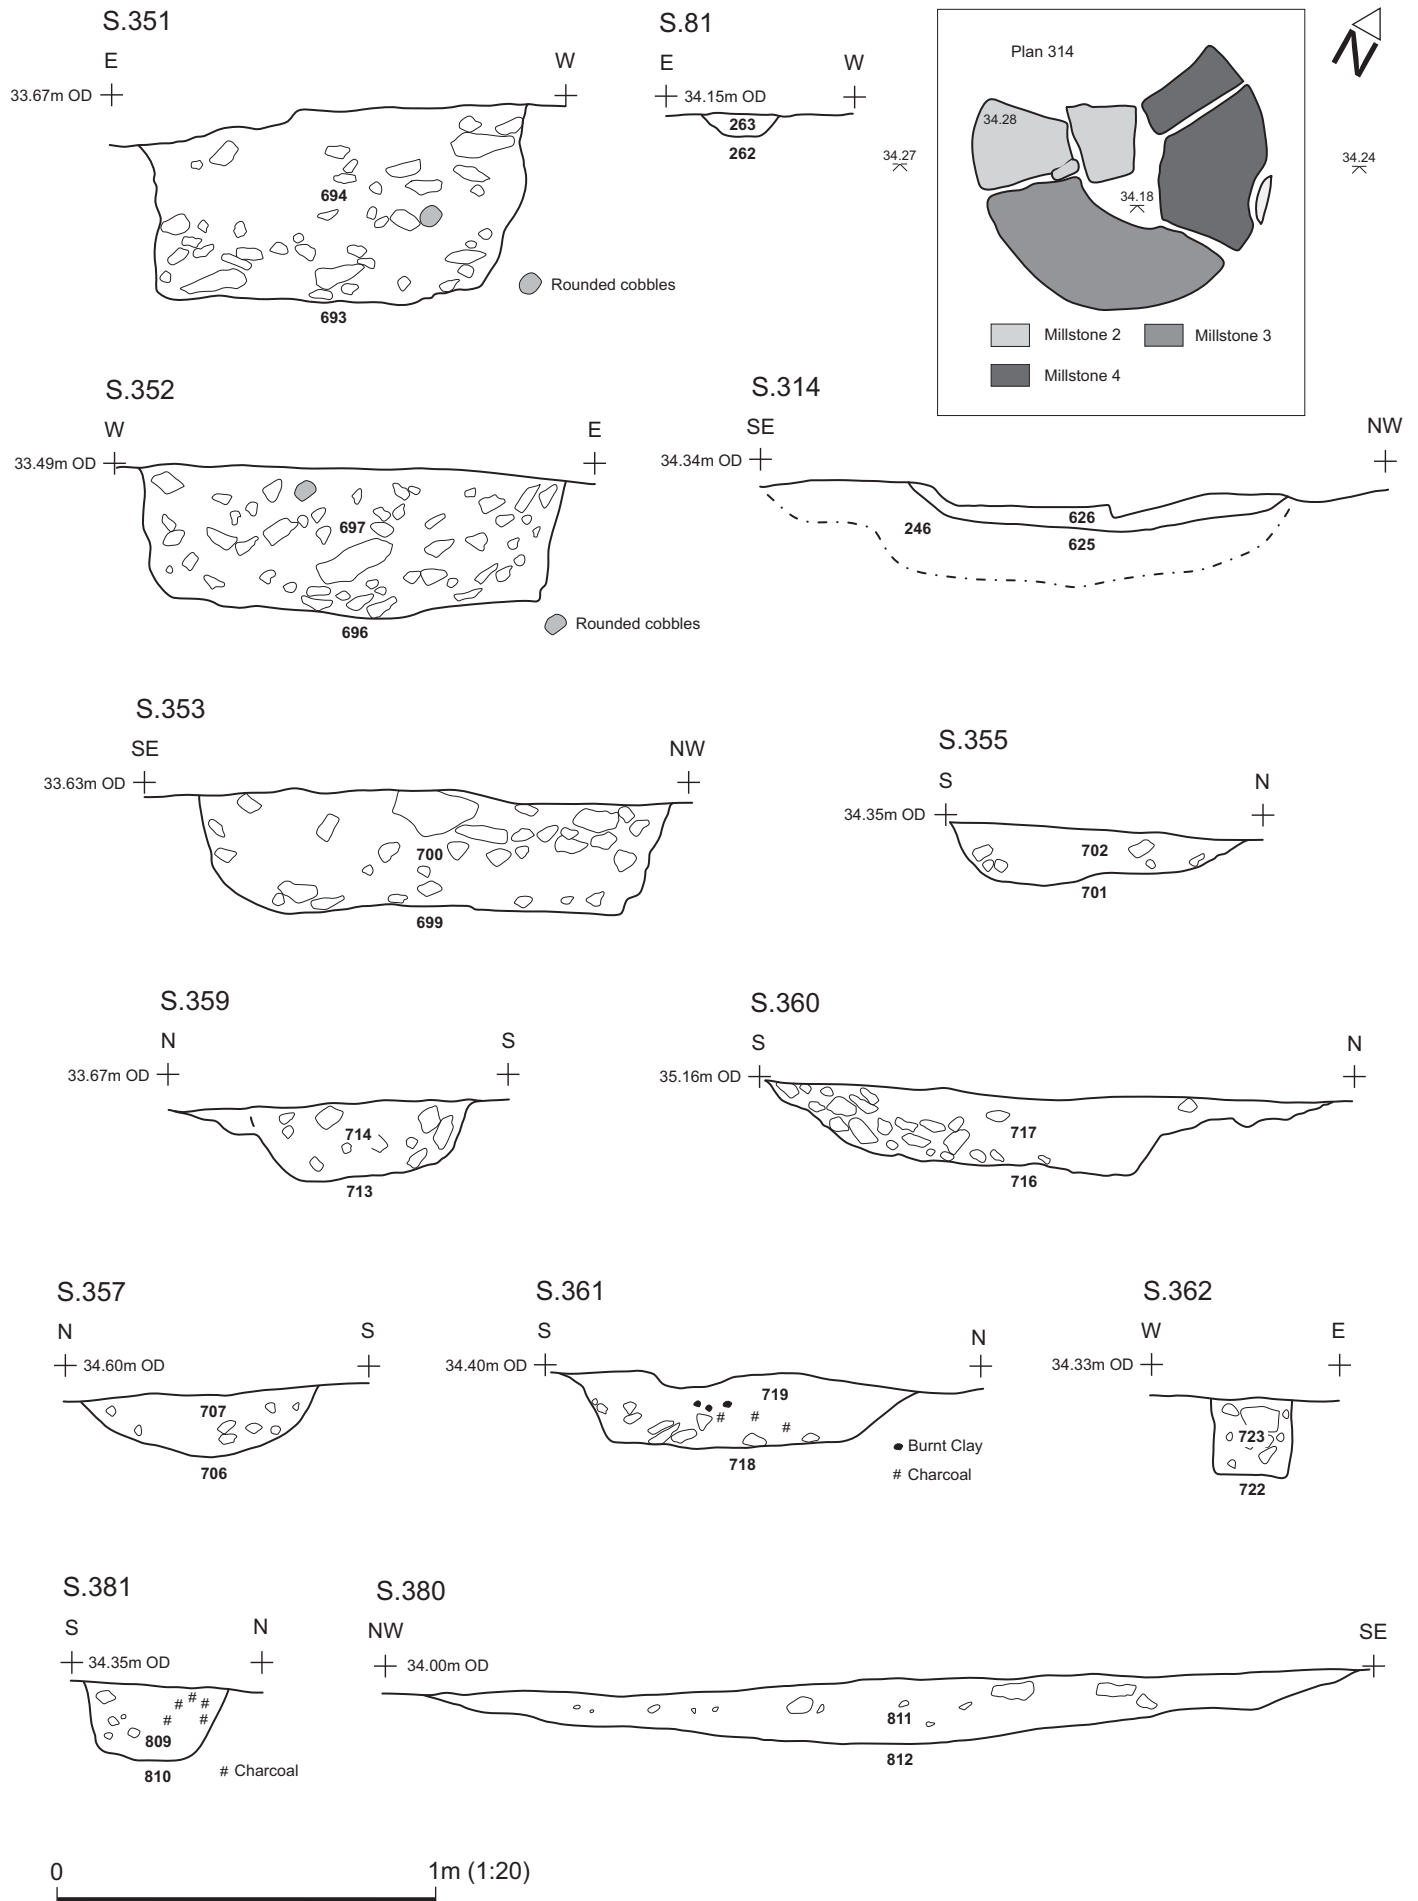 S.351
E
W
33.67m OD
694
693
Rounded cobbles
S.81
E
W
34.15m OD
263
262
Plan 314
34.28
34.18
Millstone 2
Millstone 3
Millstone 4
34.27
34.24
N
S.352
W
E
33.49m OD
697
696
Rounded cobbles
S.314
SE
NW
34.34m OD
246
626
625
S.353
SE
NW
33.63m OD
700
699
S.355
S
N
34.35m OD
702
701
S.359
N
S
33.67m OD
714
713
S.360
S
N
35.16m OD
717
716
S.357
N
S
34.60m OD
707
706
S.361
S
N
34.40m OD
719
#
#
#
718
Burnt Clay
# Charcoal
S.362
W
E
34.33m OD
723
722
S.381
S
N
34.35m OD
#
#
#
#
#
809
810
# Charcoal
S.380
NW
SE
34.00m OD
811
812
0
1m (1:20)